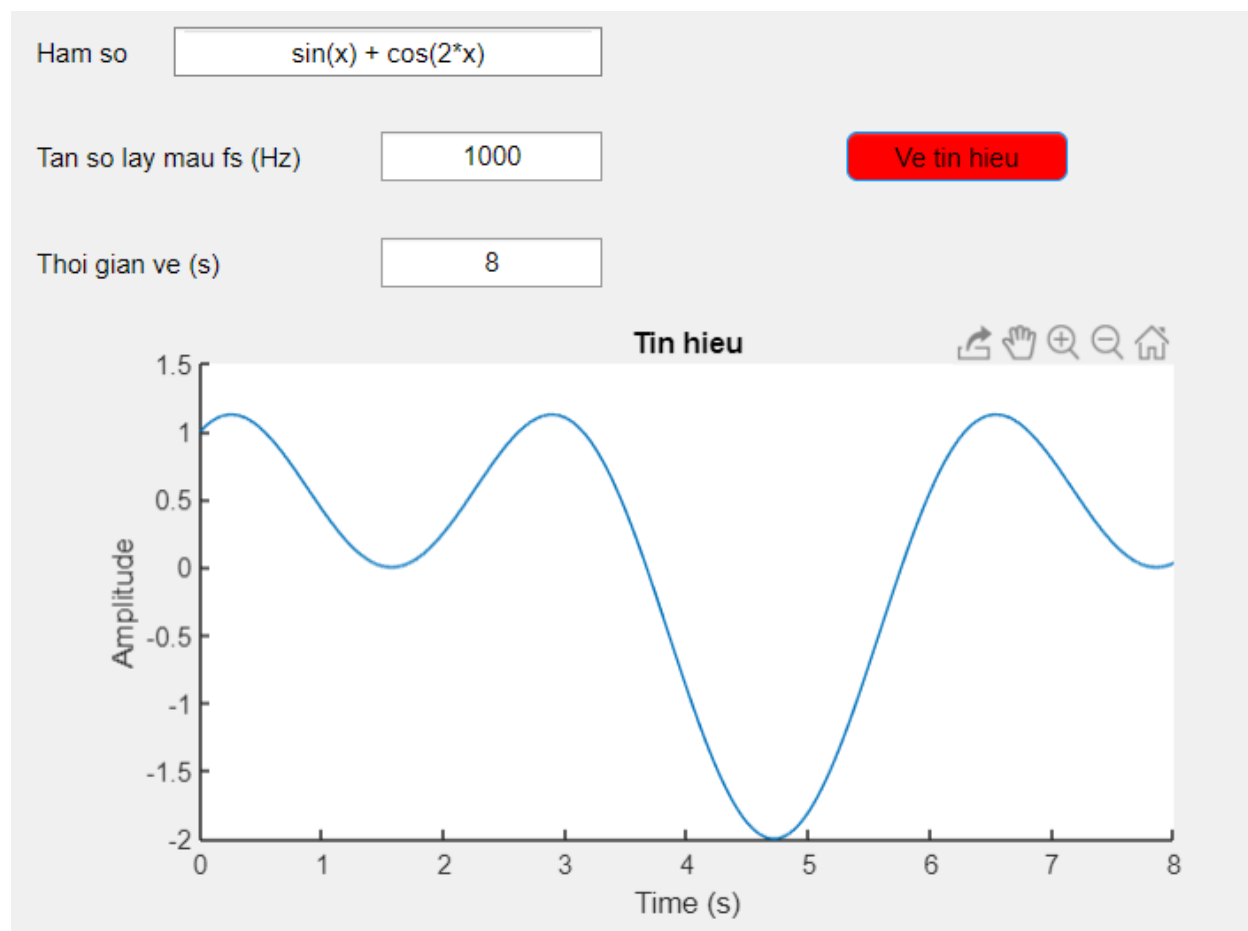 Ham so
sin(x) + cos(2*x)
Tan so lay mau fs (Hz)
1000
Ve tin hieu
Thoi gian ve (s)
8
Tin hieu
1.5
1
0.5
0
-0.5
-1
-1.5
-2
Amplitude
0 1 2 3 4 5 6 7 8
Time (s)